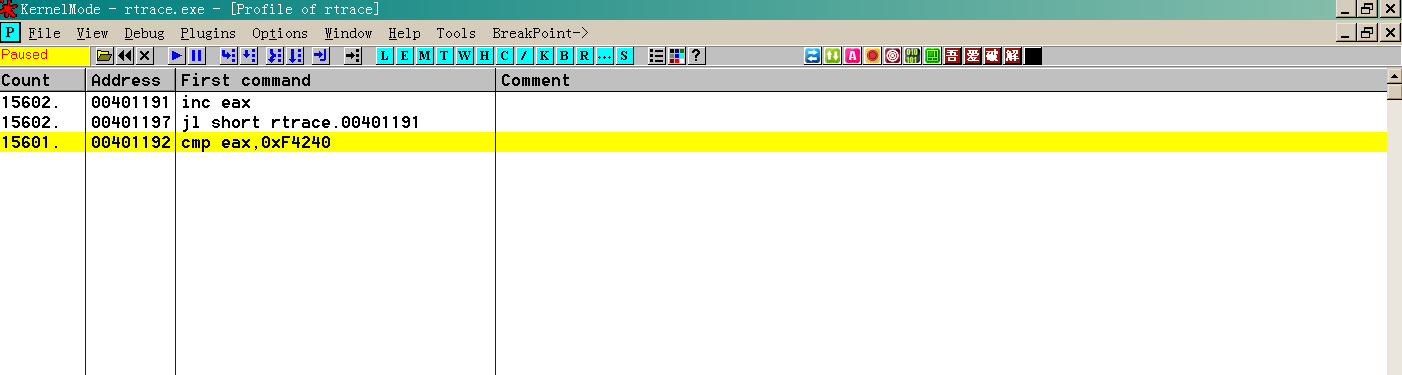 KernelMode - rtrace.exe - [Profile of rtrace]
P File View Debug Plugins Options Window Help Tools BreakPoint->
Paused L E M T W H C / K B R ... S ? A 010 101 吾 爱 破 解
Count Address First command Comment
15602. 00401191 inc eax
15602. 00401197 jl short rtrace.00401191
15601. 00401192 cmp eax,0xF4240